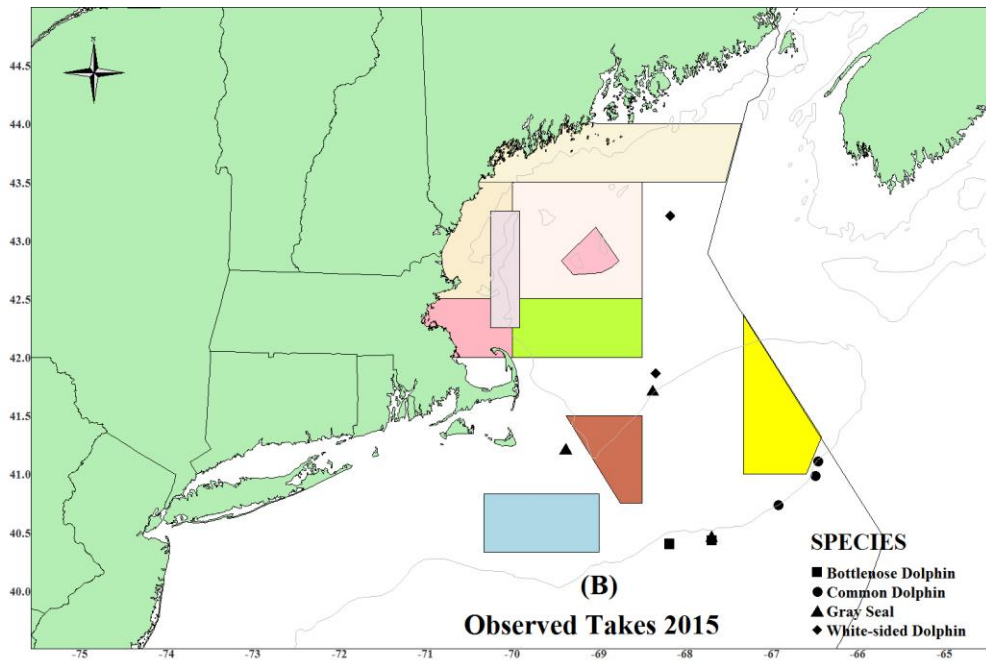 N
44.5
44.0
43.5
43.0
42.5
42.0
41.5
41.0
40.5
40.0
SPECIES
Bottlenose Dolphin
Common Dolphin
Gray Seal
White-sided Dolphin
(B)
Observed Takes 2015
-75 -74 -73 -72 -71 -70 -69 -68 -67 -66 -65